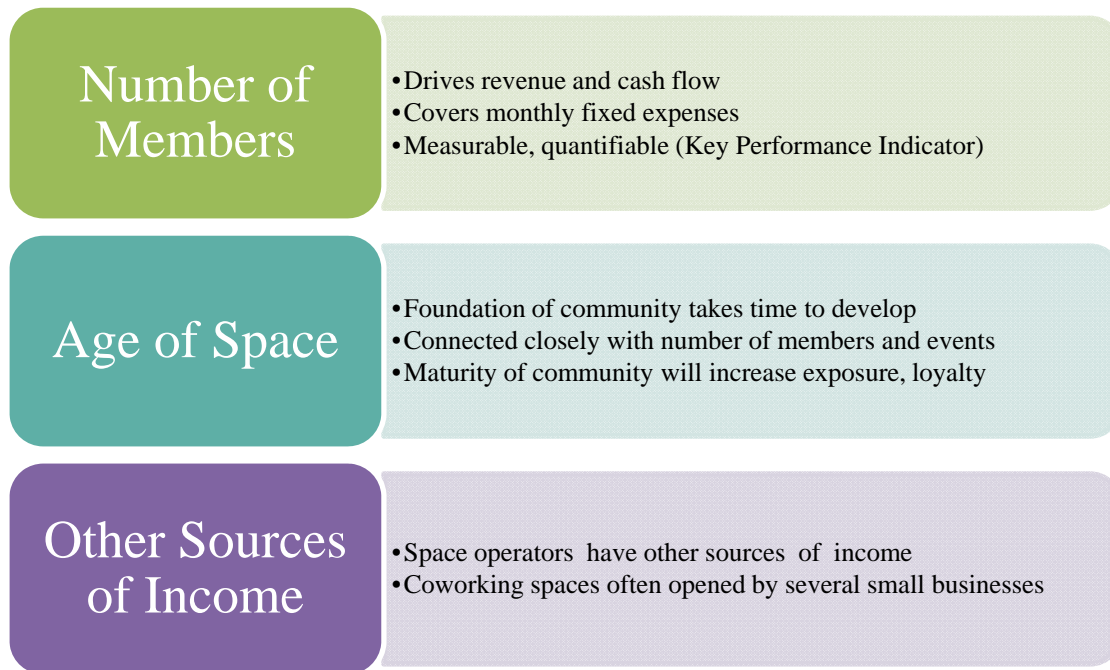 Number of
Members
•Drives revenue and cash flow
•Covers monthly fixed expenses
•Measurable, quantifiable (Key Performance Indicator)
Age of Space
•Foundation of community takes time to develop
•Connected closely with number of members and events
•Maturity of community will increase exposure, loyalty
Other Sources
of Income
•Space operators have other sources of income
•Coworking spaces often opened by several small businesses